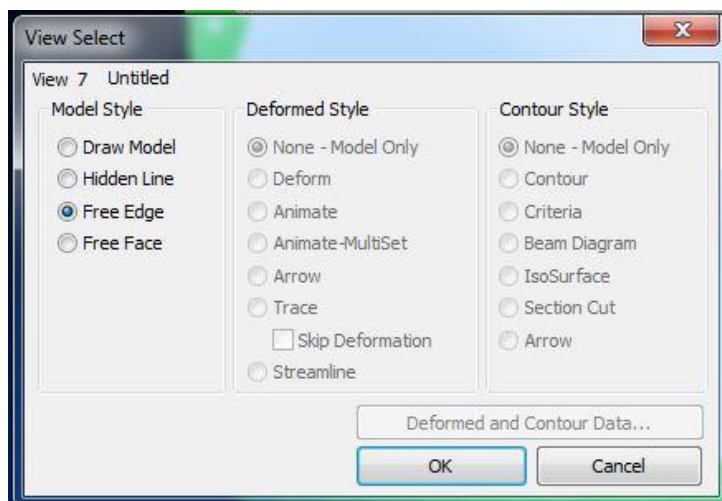 View Select
View 7 Untitled
Model Style
Draw Model
Hidden Line
Free Edge
Free Face
Deformed Style
None - Model Only
Deform
Animate
Animate-MultiSet
Arrow
Trace
Skip Deformation
Streamline
Contour Style
None - Model Only
Contour
Criteria
Beam Diagram
IsoSurface
Section Cut
Arrow
Deformed and Contour Data...
OK
Cancel